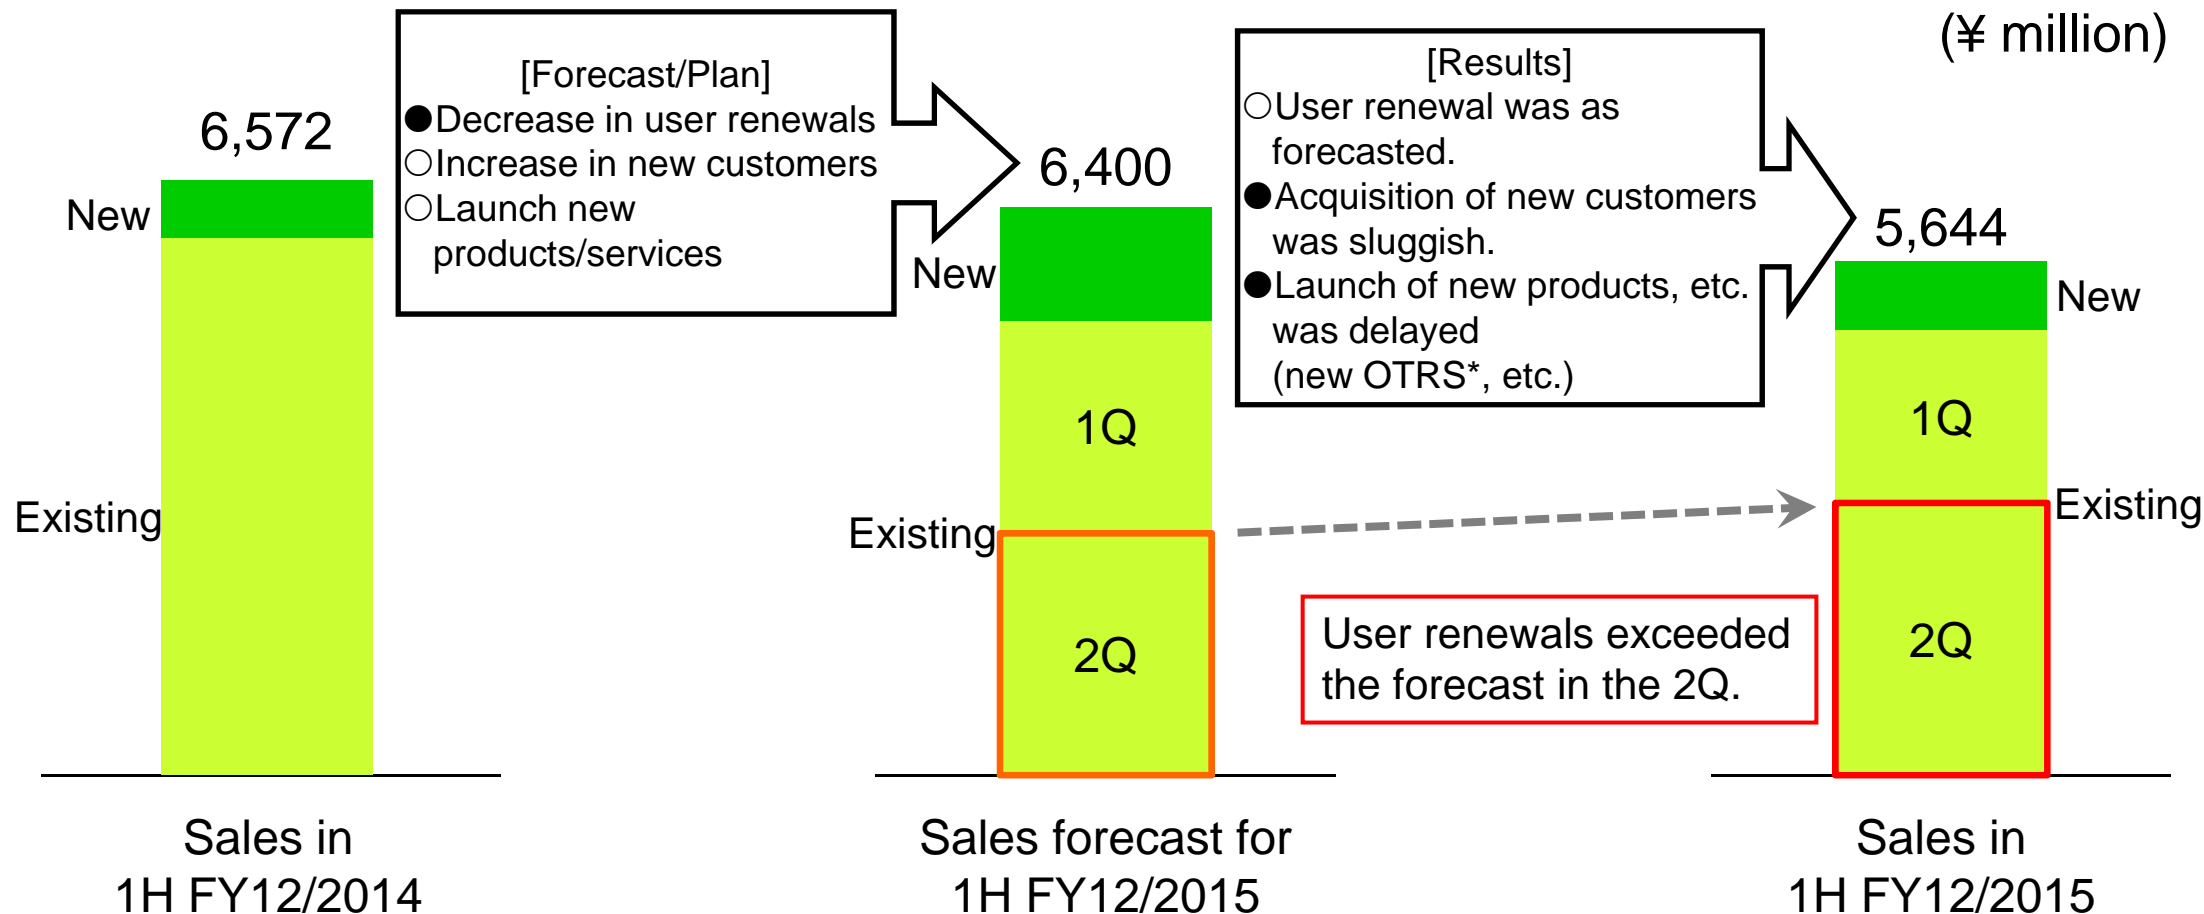 (¥ million)
[Forecast/Plan]
●Decrease in user renewals
○Increase in new customers
○Launch new
products/services
[Results]
○User renewal was as
forecasted.
●Acquisition of new customers
was sluggish.
●Launch of new products, etc.
was delayed
(new OTRS*, etc.)
6,572
New
Existing
6,400
New
1Q
Existing
2Q
5,644
New
1Q
Existing
2Q
User renewals exceeded
the forecast in the 2Q.
Sales in
1H FY12/2014
Sales forecast for
1H FY12/2015
Sales in
1H FY12/2015